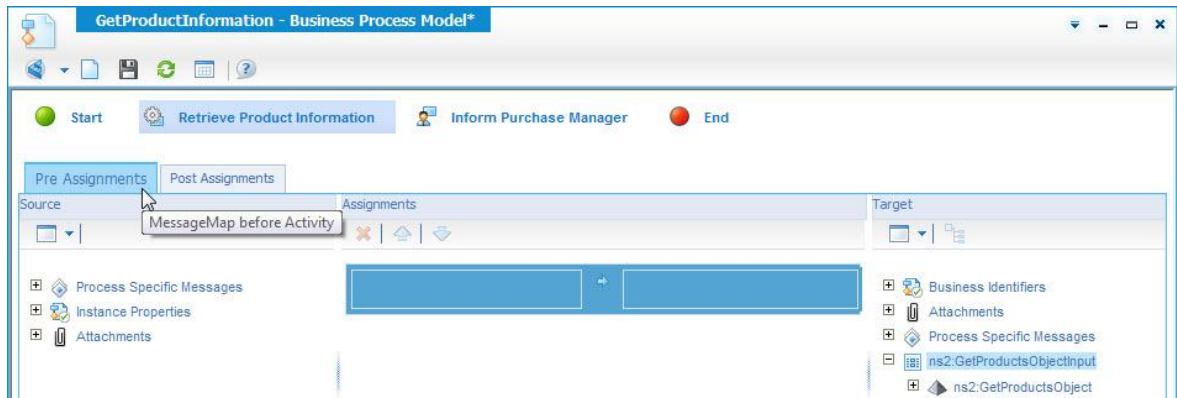 GetProductInformation - Business Process Model*
Start Retrieve Product Information Inform Purchase Manager End
Pre Assignments Post Assignments
Source Assignments Target
MessageMap before Activity
Process Specific Messages
Instance Properties
Attachments
Business Identifiers
Attachments
Process Specific Messages
ns2:GetProductsObjectInput
ns2:GetProductsObject